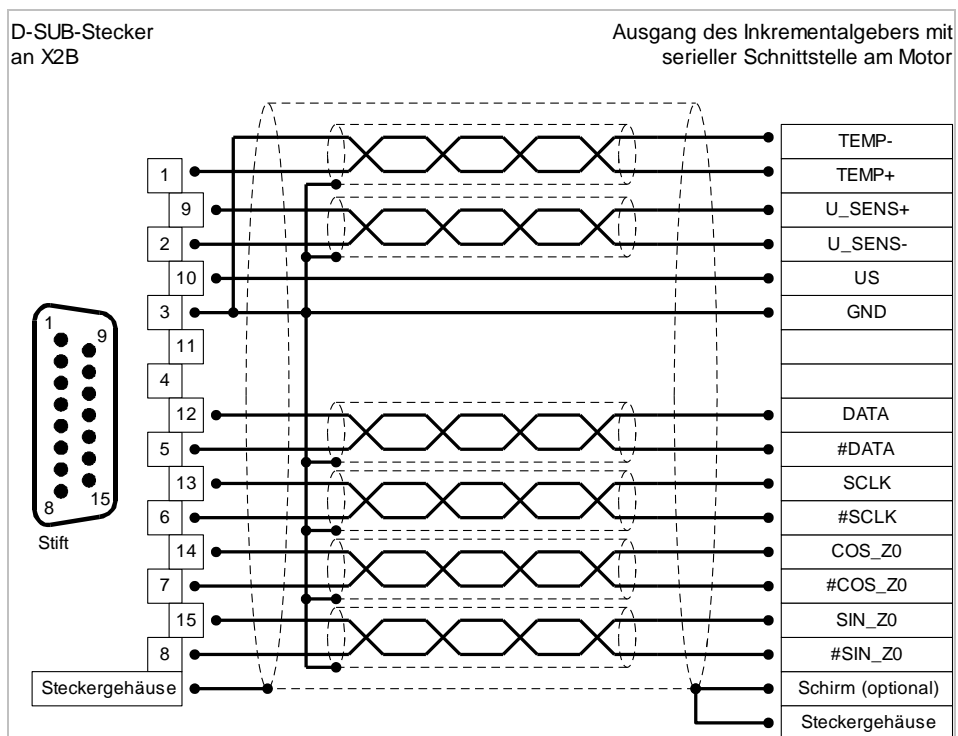 D-SUB-Stecker
an X2B
Ausgang des Inkrementalgebers mit
serieller Schnittstelle am Motor
TEMP-
1
TEMP+
9
U_SENS+
2
U_SENS-
10
US
3
GND
11
4
12
DATA
5
#DATA
13
SCLK
6
#SCLK
14
COS_Z0
7
#COS_Z0
15
SIN_Z0
8
#SIN_Z0
Steckergehäuse
Schirm (optional)
Steckergehäuse
1
9
8
15
Stift